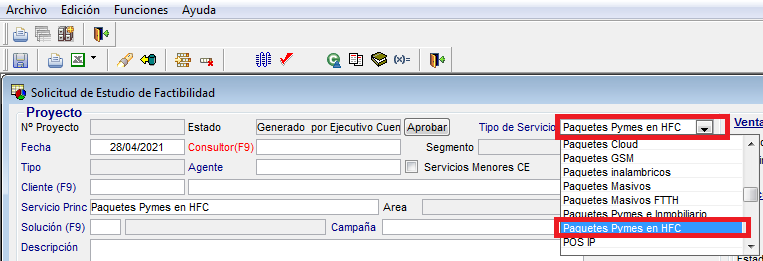 Archivo Edición Funciones Ayuda
(x)=
Solicitud de Estudio de Factibilidad
Proyecto
Nº Proyecto Estado Generado por Ejecutivo Cuen Aprobar Tipo de Servicio Paquetes Pymes en HFC
Fecha 28/04/2021 Consultor(F9) Segmento Paquetes Cloud
Paquetes GSM
Tipo Agente Servicios Menores CE Paquetes inalambricos
Cliente (F9) Paquetes Masivos
Paquetes Masivos FTTH
Servicio Princ Paquetes Pymes en HFC Area Paquetes Pymes e Inmobiliario
Solución (F9) Campaña Paquetes Pymes en HFC
Descripción POS IP
Venta